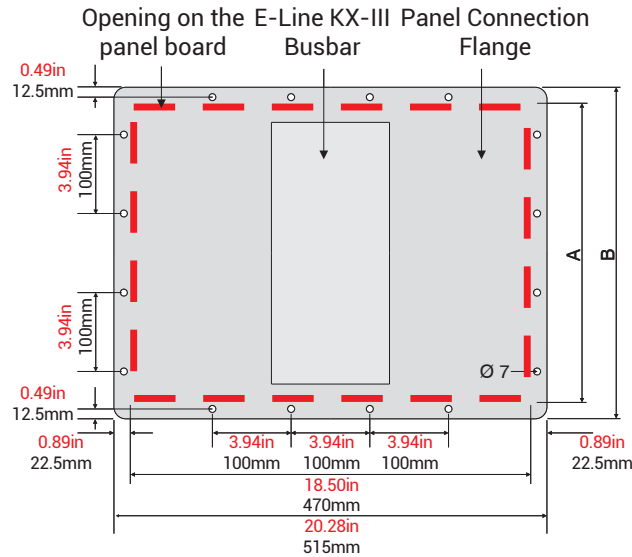 Opening on the E-Line KX-III Panel Connection
panel board Busbar Flange
0.49in
12.5mm
3.94in
100mm
A
B
3.94in
100mm
Ø 7
0.49in
12.5mm
0.89in 3.94in 3.94in 3.94in 0.89in
22.5mm 100mm 100mm 100mm 22.5mm
18.50in
470mm
20.28in
515mm